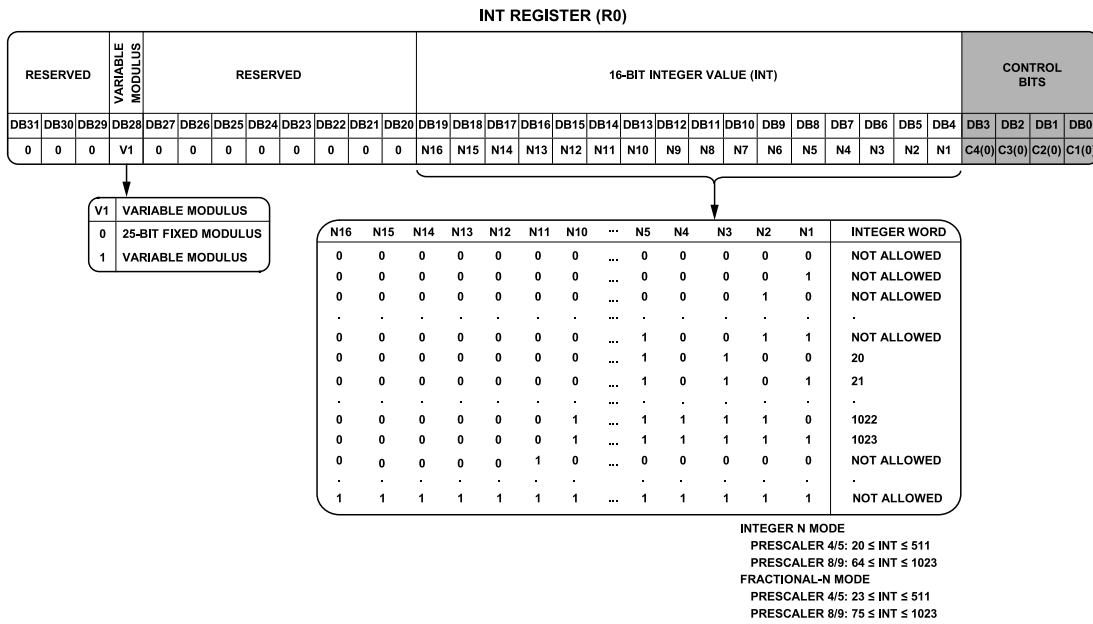 INT REGISTER (R0)
RESERVED VARIABLE MODULUS RESERVED 16-BIT INTEGER VALUE (INT) CONTROL BITS
DB31 DB30 DB29 DB28 DB27 DB26 DB25 DB24 DB23 DB22 DB21 DB20 DB19 DB18 DB17 DB16 DB15 DB14 DB13 DB12 DB11 DB10 DB9 DB8 DB7 DB6 DB5 DB4 DB3 DB2 DB1 DB0
0 0 0 V1 0 0 0 0 0 0 0 0 N16 N15 N14 N13 N12 N11 N10 N9 N8 N7 N6 N5 N4 N3 N2 N1 C4(0) C3(0) C2(0) C1(0)
V1 VARIABLE MODULUS
0 25-BIT FIXED MODULUS
1 VARIABLE MODULUS
N16 N15 N14 N13 N12 N11 N10 ... N5 N4 N3 N2 N1 INTEGER WORD
0 0 0 0 0 0 0 ... 0 0 0 0 0 NOT ALLOWED
0 0 0 0 0 0 0 ... 0 0 0 0 1 NOT ALLOWED
0 0 0 0 0 0 0 ... 0 0 0 1 0 NOT ALLOWED
. . . . . . . ... . . . . . .
0 0 0 0 0 0 0 ... 1 0 0 1 1 NOT ALLOWED
0 0 0 0 0 0 0 ... 1 0 1 0 0 20
0 0 0 0 0 0 0 ... 1 0 1 0 1 21
. . . . . . . ... . . . . . .
0 0 0 0 0 0 1 ... 1 1 1 1 0 1022
0 0 0 0 0 0 1 ... 1 1 1 1 1 1023
0 0 0 0 0 1 0 ... 0 0 0 0 0 NOT ALLOWED
. . . . . . . ... . . . . . .
1 1 1 1 1 1 1 ... 1 1 1 1 1 NOT ALLOWED
INTEGER N MODE
PRESCALER 4/5: 20 ≤ INT ≤ 511
PRESCALER 8/9: 64 ≤ INT ≤ 1023
FRACTIONAL-N MODE
PRESCALER 4/5: 23 ≤ INT ≤ 511
PRESCALER 8/9: 75 ≤ INT ≤ 1023